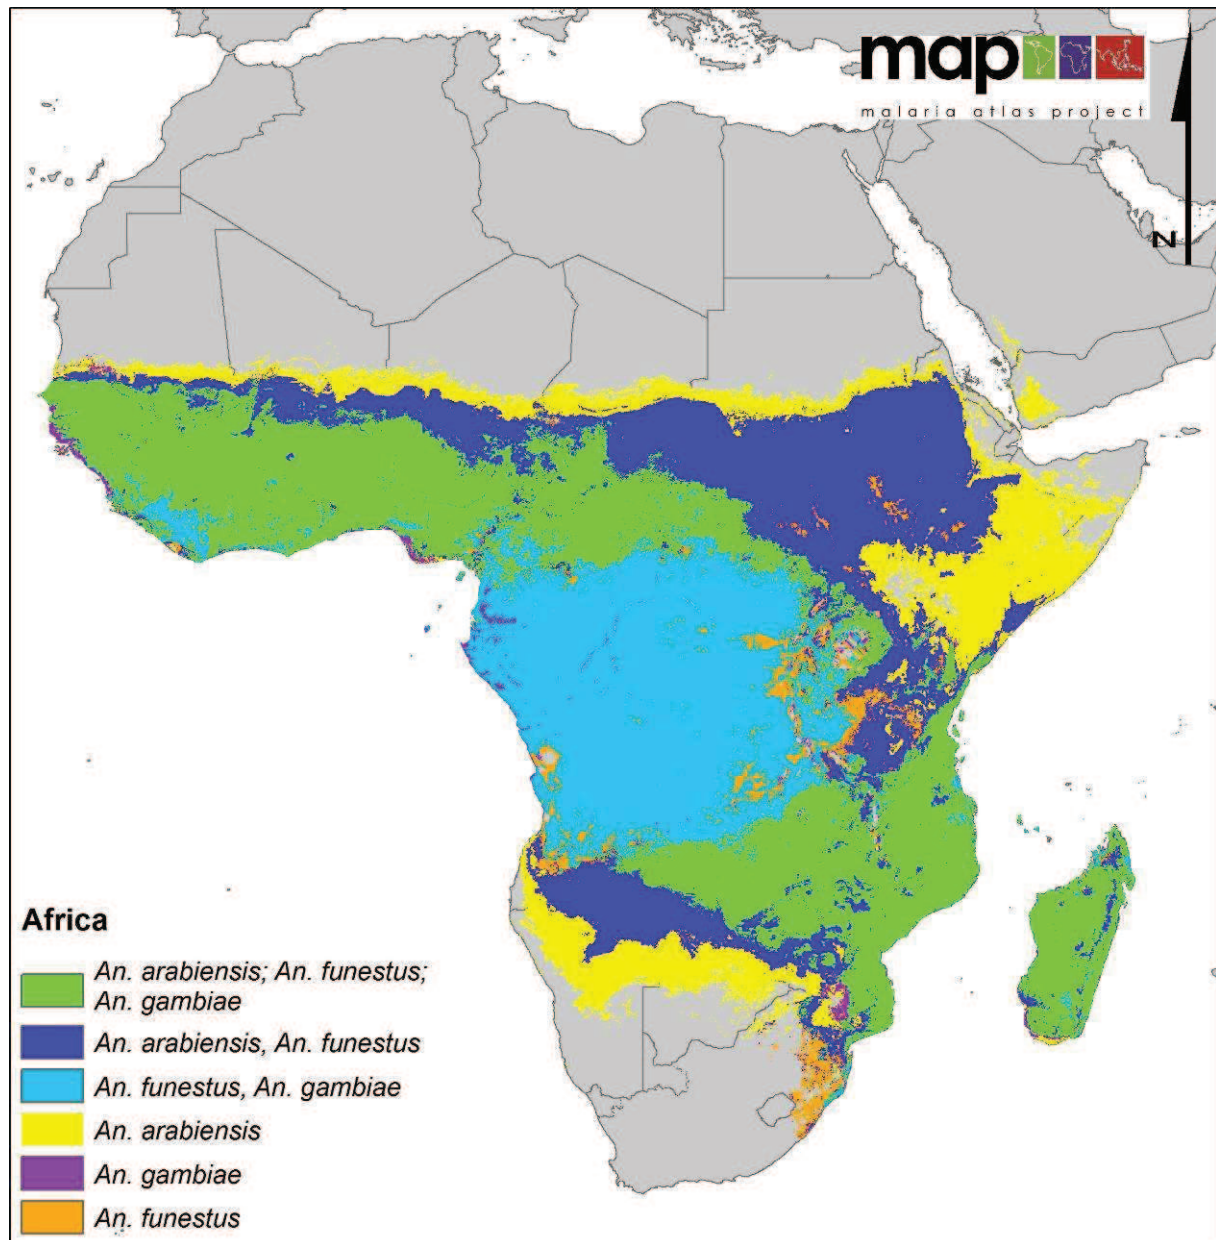 map
malaria atlas project
N
Africa
An. arabiensis; An. funestus;
An. gambiae
An. arabiensis, An. funestus
An. funestus, An. gambiae
An. arabiensis
An. gambiae
An. funestus